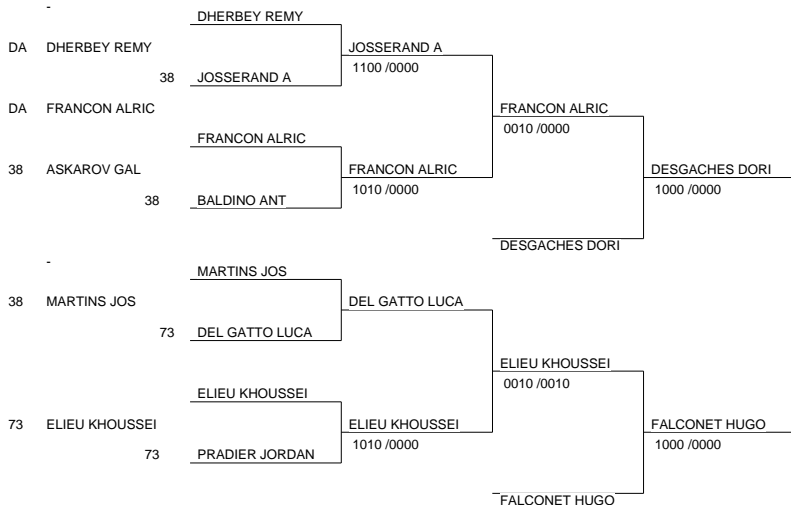 -
DHERBEY REMY
DA DHERBEY REMY JOSSERAND A
1100 /0000
38 JOSSERAND A
DA FRANCON ALRIC FRANCON ALRIC
0010 /0000
FRANCON ALRIC
38 ASKAROV GAL FRANCON ALRIC DESGACHES DORI
1010 /0000 1000 /0000
38 BALDINO ANT
DESGACHES DORI
-
MARTINS JOS
38 MARTINS JOS DEL GATTO LUCA
73 DEL GATTO LUCA
ELIEU KHOUSSEI
0010 /0010
ELIEU KHOUSSEI
73 ELIEU KHOUSSEI ELIEU KHOUSSEI FALCONET HUGO
1010 /0000 1000 /0000
73 PRADIER JORDAN
FALCONET HUGO